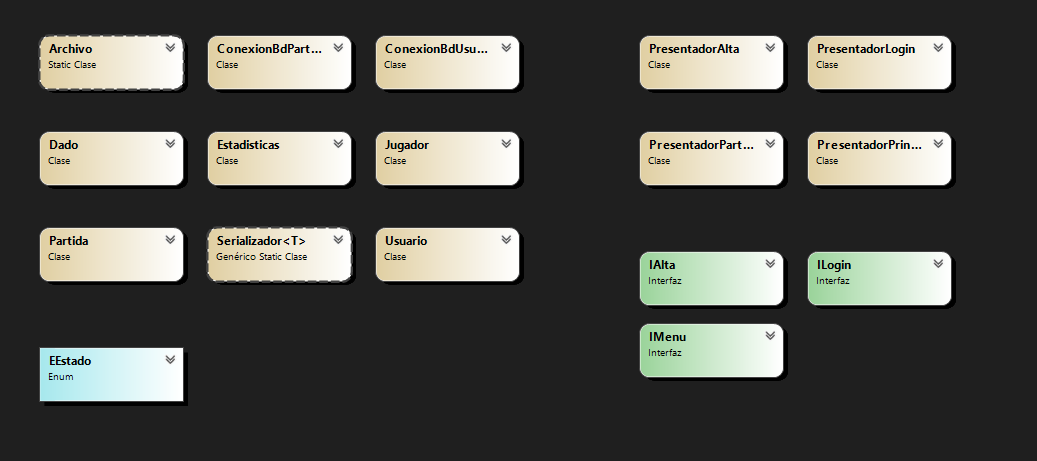 Archivo
Static Clase
ConexionBdPart...
Clase
ConexionBdUsu...
Clase
PresentadorAlta
Clase
PresentadorLogin
Clase
Dado
Clase
Estadisticas
Clase
Jugador
Clase
PresentadorPart...
Clase
PresentadorPrin...
Clase
Partida
Clase
Serializador<T>
Genérico Static Clase
Usuario
Clase
IAlta
Interfaz
ILogin
Interfaz
IMenu
Interfaz
EEstado
Enum